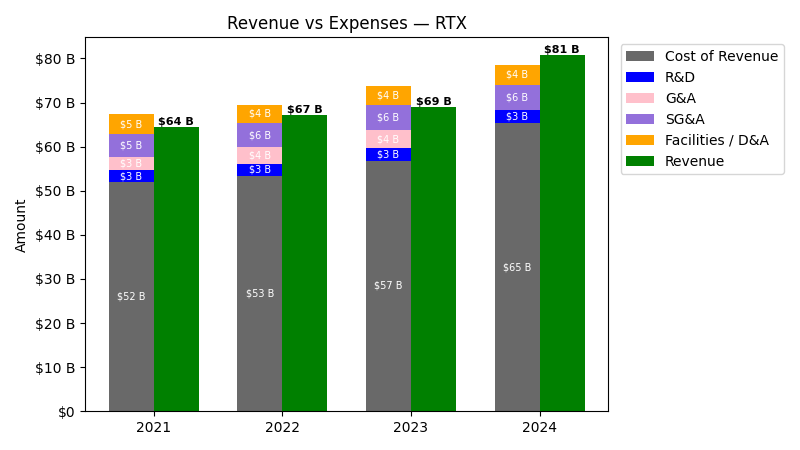 Revenue vs Expenses — RTX
Amount
$80 B
$70 B
$60 B
$50 B
$40 B
$30 B
$20 B
$10 B
$0
$5 B
$5 B
$3 B
$3 B
$52 B
$64 B
$4 B
$6 B
$4 B
$3 B
$53 B
$67 B
$4 B
$6 B
$4 B
$3 B
$57 B
$69 B
$4 B
$6 B
$3 B
$65 B
$81 B
2021
2022
2023
2024
Cost of Revenue
R&D
G&A
SG&A
Facilities / D&A
Revenue